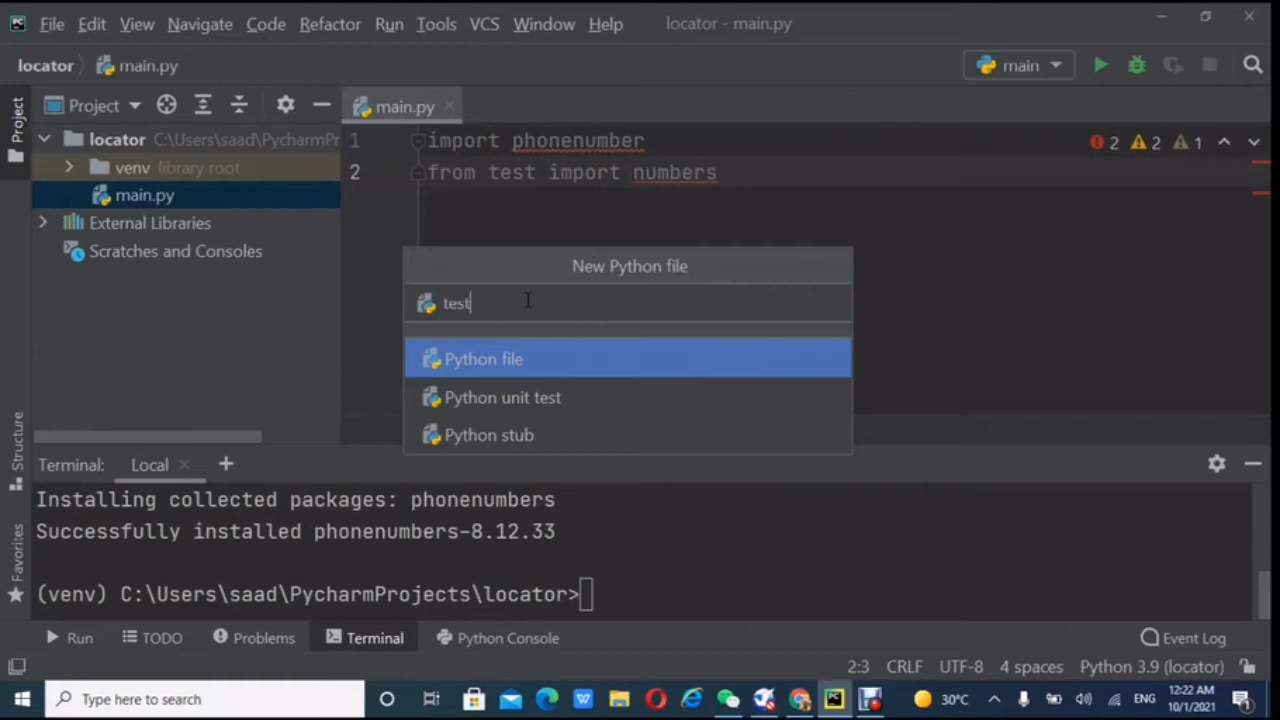 File Edit View Navigate Code Refactor Run Tools VCS Window Help locator - main.py
locator main.py main
Project main.py
Project
locator C:\Users\saad\PycharmPr
venv library root
main.py
External Libraries
Scratches and Consoles
1 import phonenumber
2 from test import numbers
2 2 1
New Python file
test
Python file
Python unit test
Python stub
Structure
Favorites
Terminal: Local
Installing collected packages: phonenumbers
Successfully installed phonenumbers-8.12.33
(venv) C:\Users\saad\PycharmProjects\locator>
Run TODO Problems Terminal Python Console Event Log
2:3 CRLF UTF-8 4 spaces Python 3.9 (locator)
Type here to search 30°C ENG 12:22 AM
10/1/2021